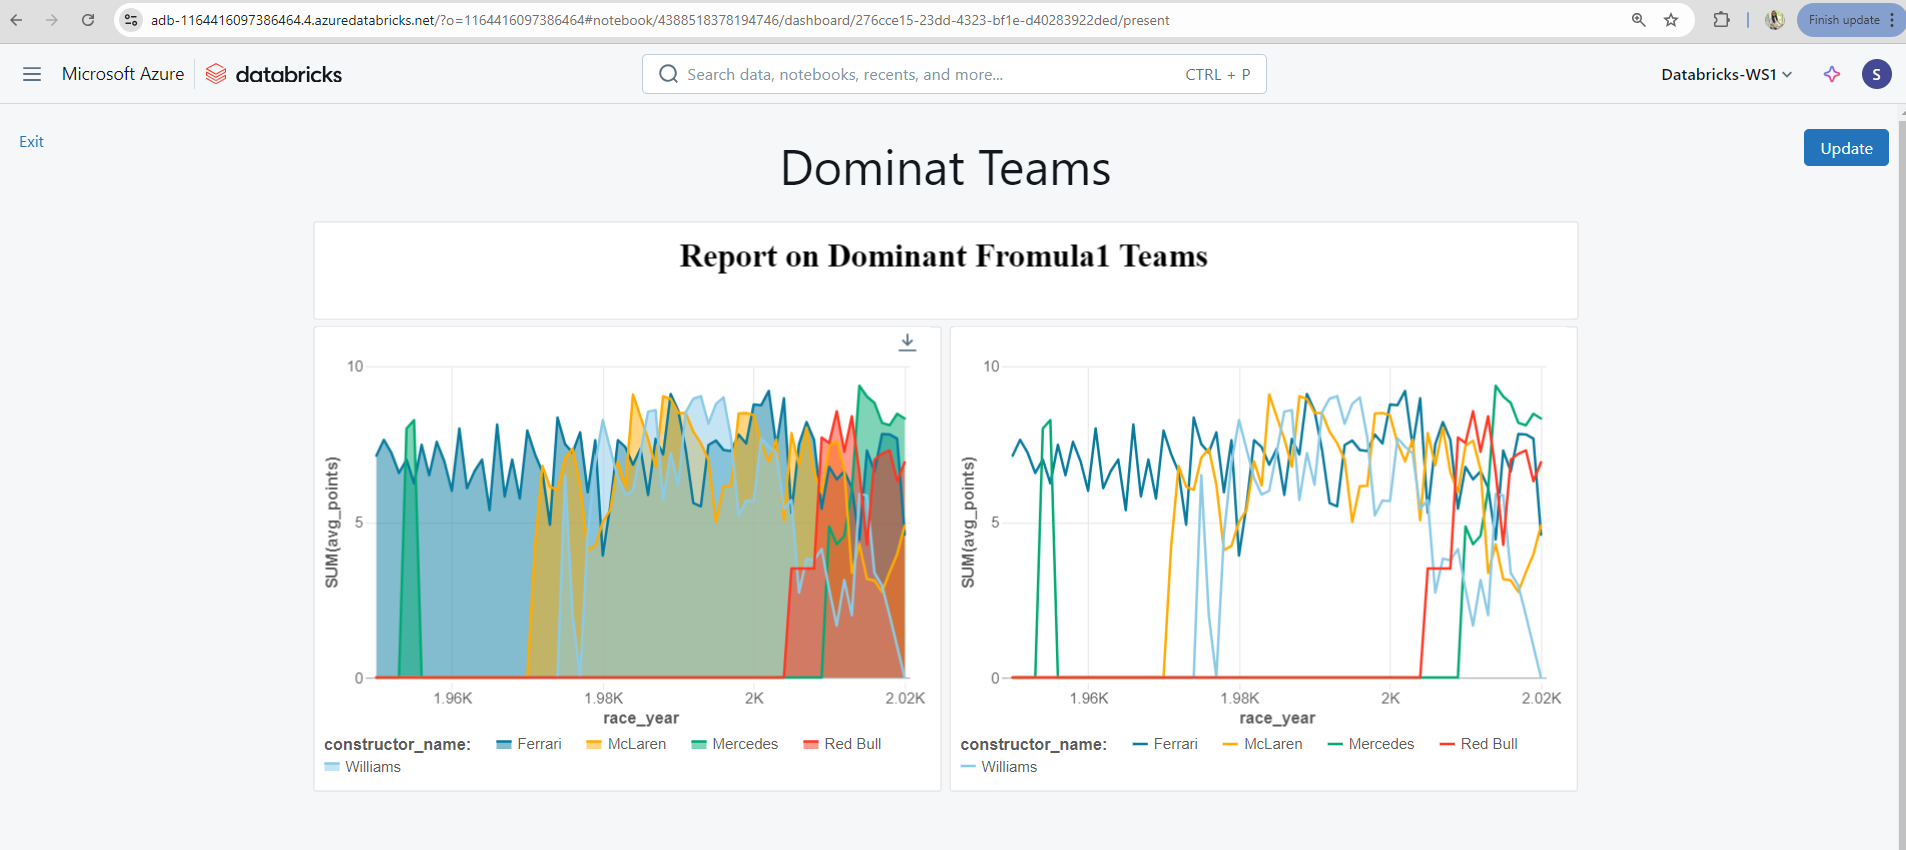 adb-1164416097386464.4.azuredatabricks.net/?o=1164416097386464#notebook/4388518378194746/dashboard/276cce15-23dd-4323-bf1e-d40283922ded/present
Finish update
Microsoft Azure
databricks
Search data, notebooks, recents, and more...
CTRL + P
Databricks-WS1
S
Exit
Update
Dominat Teams
Report on Dominant Fromula1 Teams
10
5
0
SUM(avg_points)
1.96K 1.98K 2K 2.02K
race_year
constructor_name: Ferrari McLaren Mercedes Red Bull
Williams
10
5
0
SUM(avg_points)
1.96K 1.98K 2K 2.02K
race_year
constructor_name: Ferrari McLaren Mercedes Red Bull
Williams